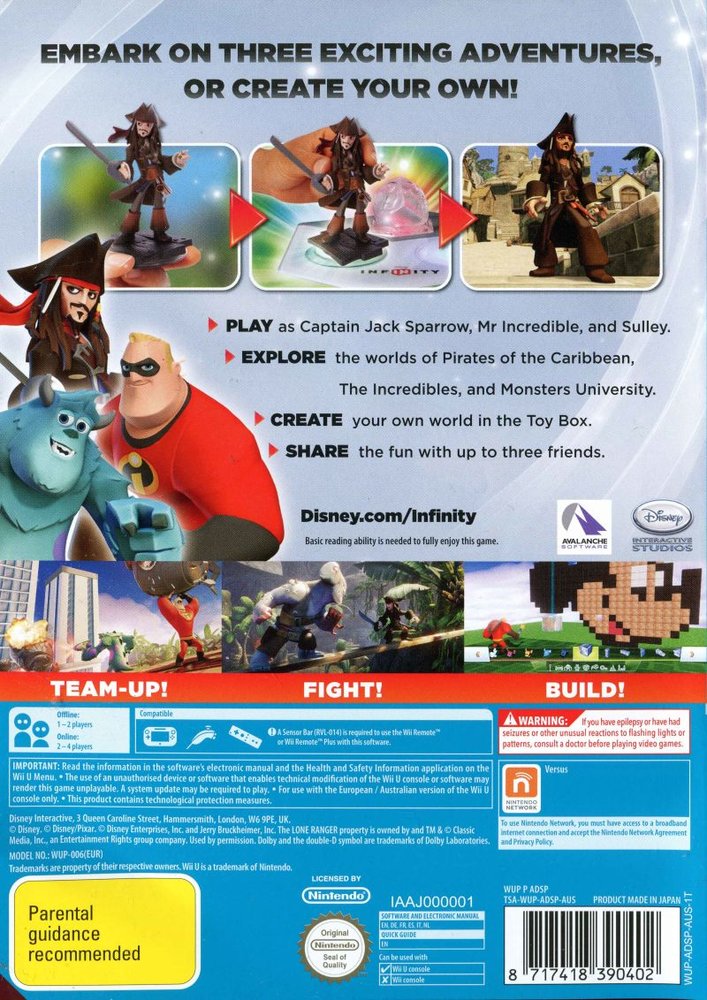 EMBARK ON THREE EXCITING ADVENTURES,
OR CREATE YOUR OWN!
INFINITY
PLAY as Captain Jack Sparrow, Mr Incredible, and Sulley.
EXPLORE the worlds of Pirates of the Caribbean,
The Incredibles, and Monsters University.
CREATE your own world in the Toy Box.
SHARE the fun with up to three friends.
Disney.com/Infinity
Basic reading ability is needed to fully enjoy this game.
AVALANCHE
SOFTWARE
Disney
INTERACTIVE
STUDIOS
TEAM-UP!
FIGHT!
BUILD!
Offline:
1–2 players
Online:
2–4 players
Compatible
A Sensor Bar (RVL-014) is required to use the Wii Remote™
or Wii Remote™ Plus with this software.
WARNING: If you have epilepsy or have had
seizures or other unusual reactions to flashing lights or
patterns, consult a doctor before playing video games.
IMPORTANT: Read the information in the software's electronic manual and the Health and Safety Information application on the
Wii U Menu. • The use of an unauthorised device or software that enables technical modification of the Wii U console or software may
render this game unplayable. A system update may be required to play. • For use with the European / Australian version of the Wii U
console only. • This product contains technological protection measures.
NINTENDO
NETWORK
Versus
To use Nintendo Network, you must have access to a broadband
internet connection and accept the Nintendo Network Agreement
and Privacy Policy.
Disney Interactive, 3 Queen Caroline Street, Hammersmith, London, W6 9PE, UK.
© Disney. © Disney/Pixar. © Disney Enterprises, Inc. and Jerry Bruckheimer, Inc. The LONE RANGER property is owned by and TM & © Classic
Media, Inc., an Entertainment Rights group company. Used by permission. Dolby and the double-D symbol are trademarks of Dolby Laboratories.
MODEL NO.: WUP-006(EUR)
Trademarks are property of their respective owners. Wii U is a trademark of Nintendo.
Parental
guidance
recommended
LICENSED BY
Nintendo
Original
Nintendo
Seal of
Quality
IAAJ000001
SOFTWARE AND ELECTRONIC MANUAL
EN, DE, FR, ES, IT, NL
QUICK GUIDE
EN
Can be used with
Wii U console
Wii console
WUP P ADSP
TSA-WUP-ADSP-AUS
PRODUCT MADE IN JAPAN
8 717418 390402
WUP-ADSP-AUS-1T